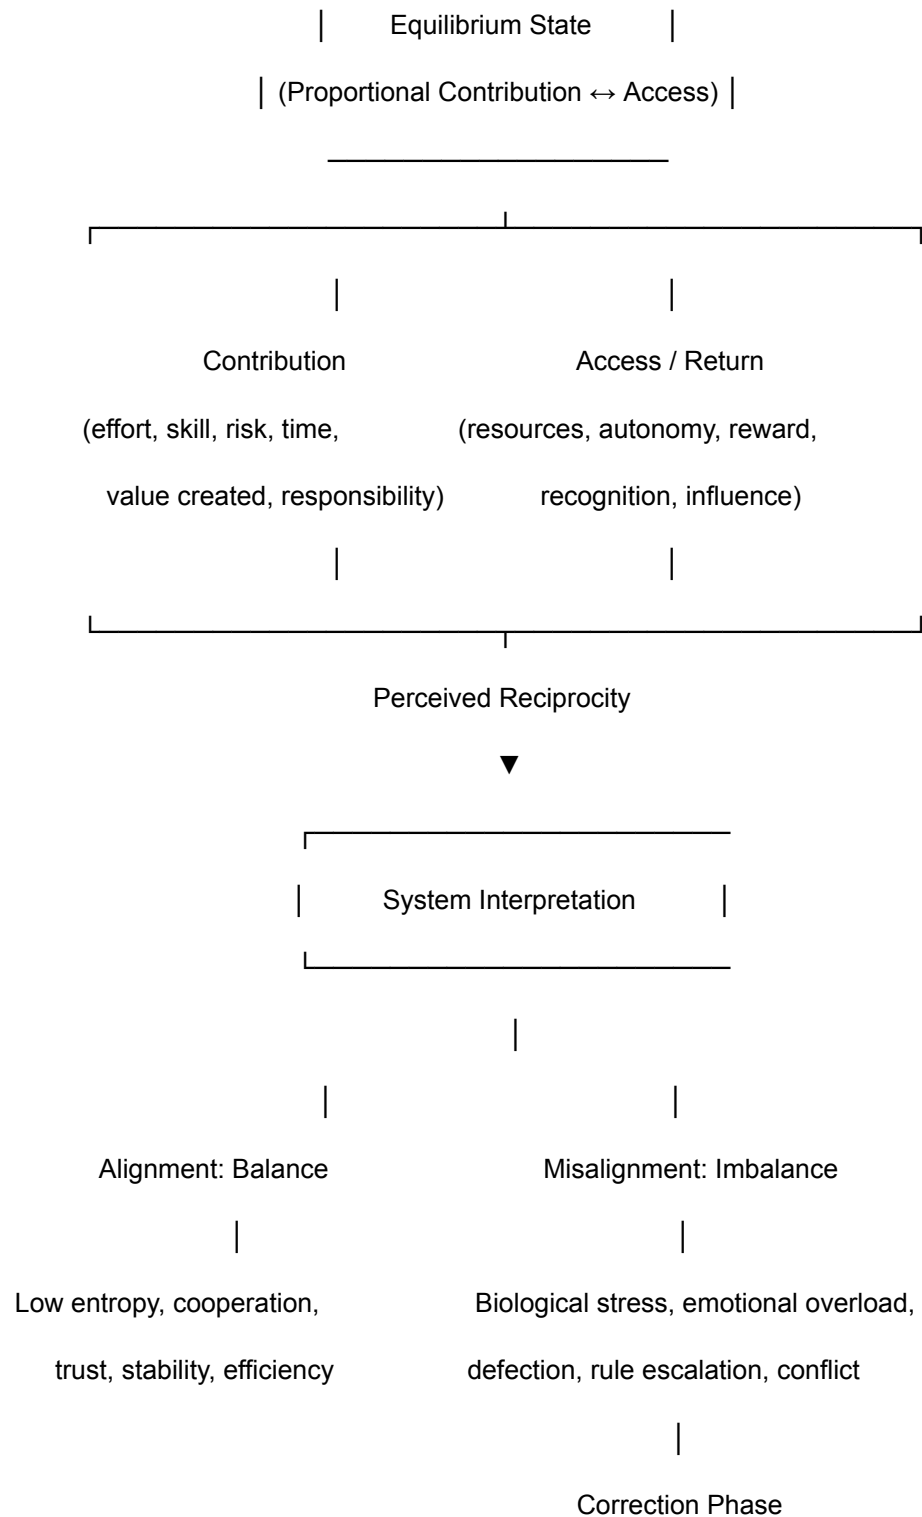 │ Equilibrium State │
│ (Proportional Contribution ↔ Access) │
Contribution Access / Return
(effort, skill, risk, time, (resources, autonomy, reward,
value created, responsibility) recognition, influence)
Perceived Reciprocity
▼
│ System Interpretation │
Alignment: Balance Misalignment: Imbalance
Low entropy, cooperation, Biological stress, emotional overload,
trust, stability, efficiency defection, rule escalation, conflict
Correction Phase